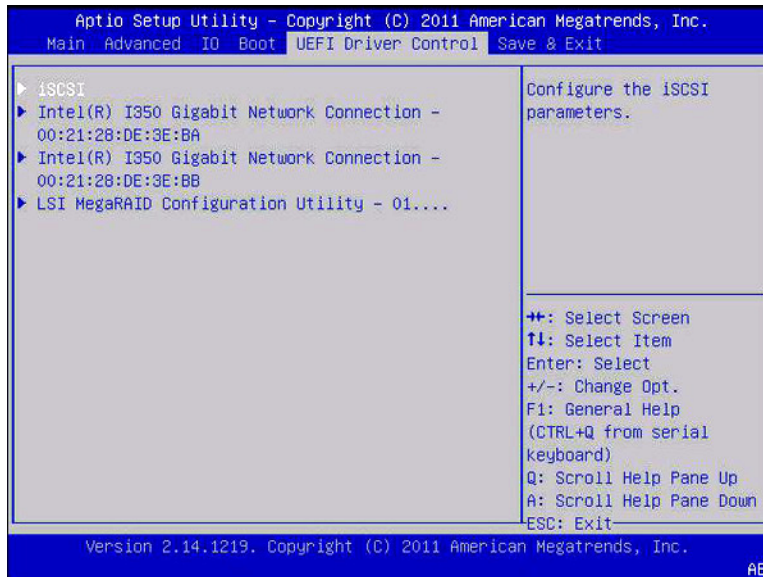 Aptio Setup Utility – Copyright (C) 2011 American Megatrends, Inc.
Main Advanced IO Boot UEFI Driver Control Save & Exit
iSCSI
Intel(R) I350 Gigabit Network Connection –
00:21:28:DE:3E:BA
Intel(R) I350 Gigabit Network Connection –
00:21:28:DE:3E:BB
LSI MegaRAID Configuration Utility – 01....
Configure the iSCSI
parameters.
→←: Select Screen
↑↓: Select Item
Enter: Select
+/-: Change Opt.
F1: General Help
(CTRL+Q from serial
keyboard)
Q: Scroll Help Pane Up
A: Scroll Help Pane Down
ESC: Exit
Version 2.14.1219. Copyright (C) 2011 American Megatrends, Inc.
AB